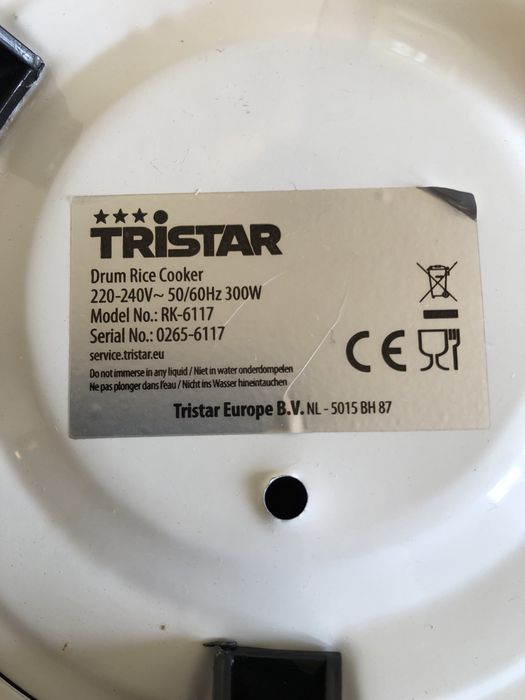 TRISTAR
Drum Rice Cooker
220-240V~ 50/60Hz 300W
Model No.: RK-6117
Serial No.: 0265-6117
service.tristar.eu
Do not immerse in any liquid / Niet in water onderdompelen
Ne pas plonger dans l'eau / Nicht ins Wasser hineintauchen
CE
Tristar Europe B.V. NL - 5015 BH 87